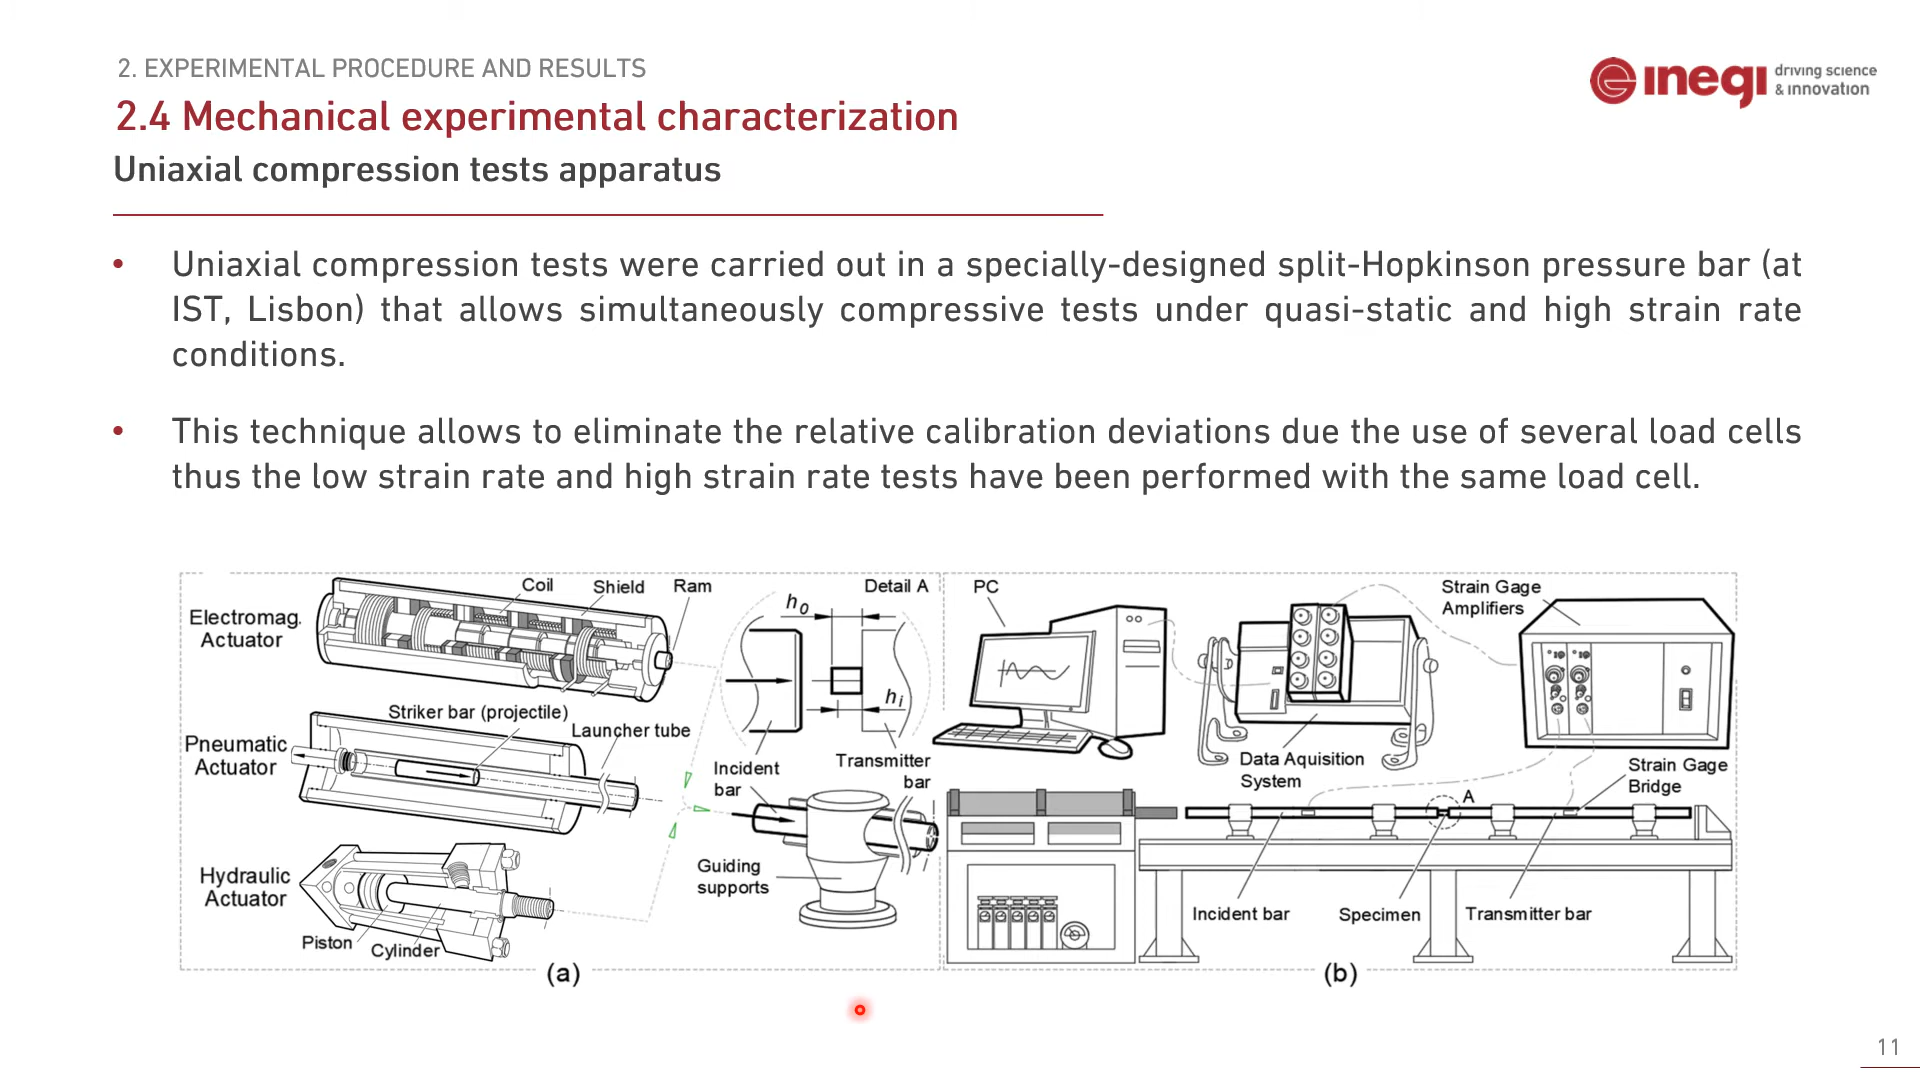 2. EXPERIMENTAL PROCEDURE AND RESULTS
2.4 Mechanical experimental characterization
Uniaxial compression tests apparatus
inegi driving science
& innovation
• Uniaxial compression tests were carried out in a specially-designed split-Hopkinson pressure bar (at
IST, Lisbon) that allows simultaneously compressive tests under quasi-static and high strain rate
conditions.
• This technique allows to eliminate the relative calibration deviations due the use of several load cells
thus the low strain rate and high strain rate tests have been performed with the same load cell.
Electromag.
Actuator
Coil
Shield
Ram
Striker bar (projectile)
Launcher tube
Pneumatic
Actuator
Hydraulic
Actuator
Piston
Cylinder
(a)
Detail A
h0
hi
Incident
bar
Transmitter
bar
Guiding
supports
PC
Strain Gage
Amplifiers
Data Aquisition
System
Strain Gage
Bridge
A
Incident bar
Specimen
Transmitter bar
(b)
11